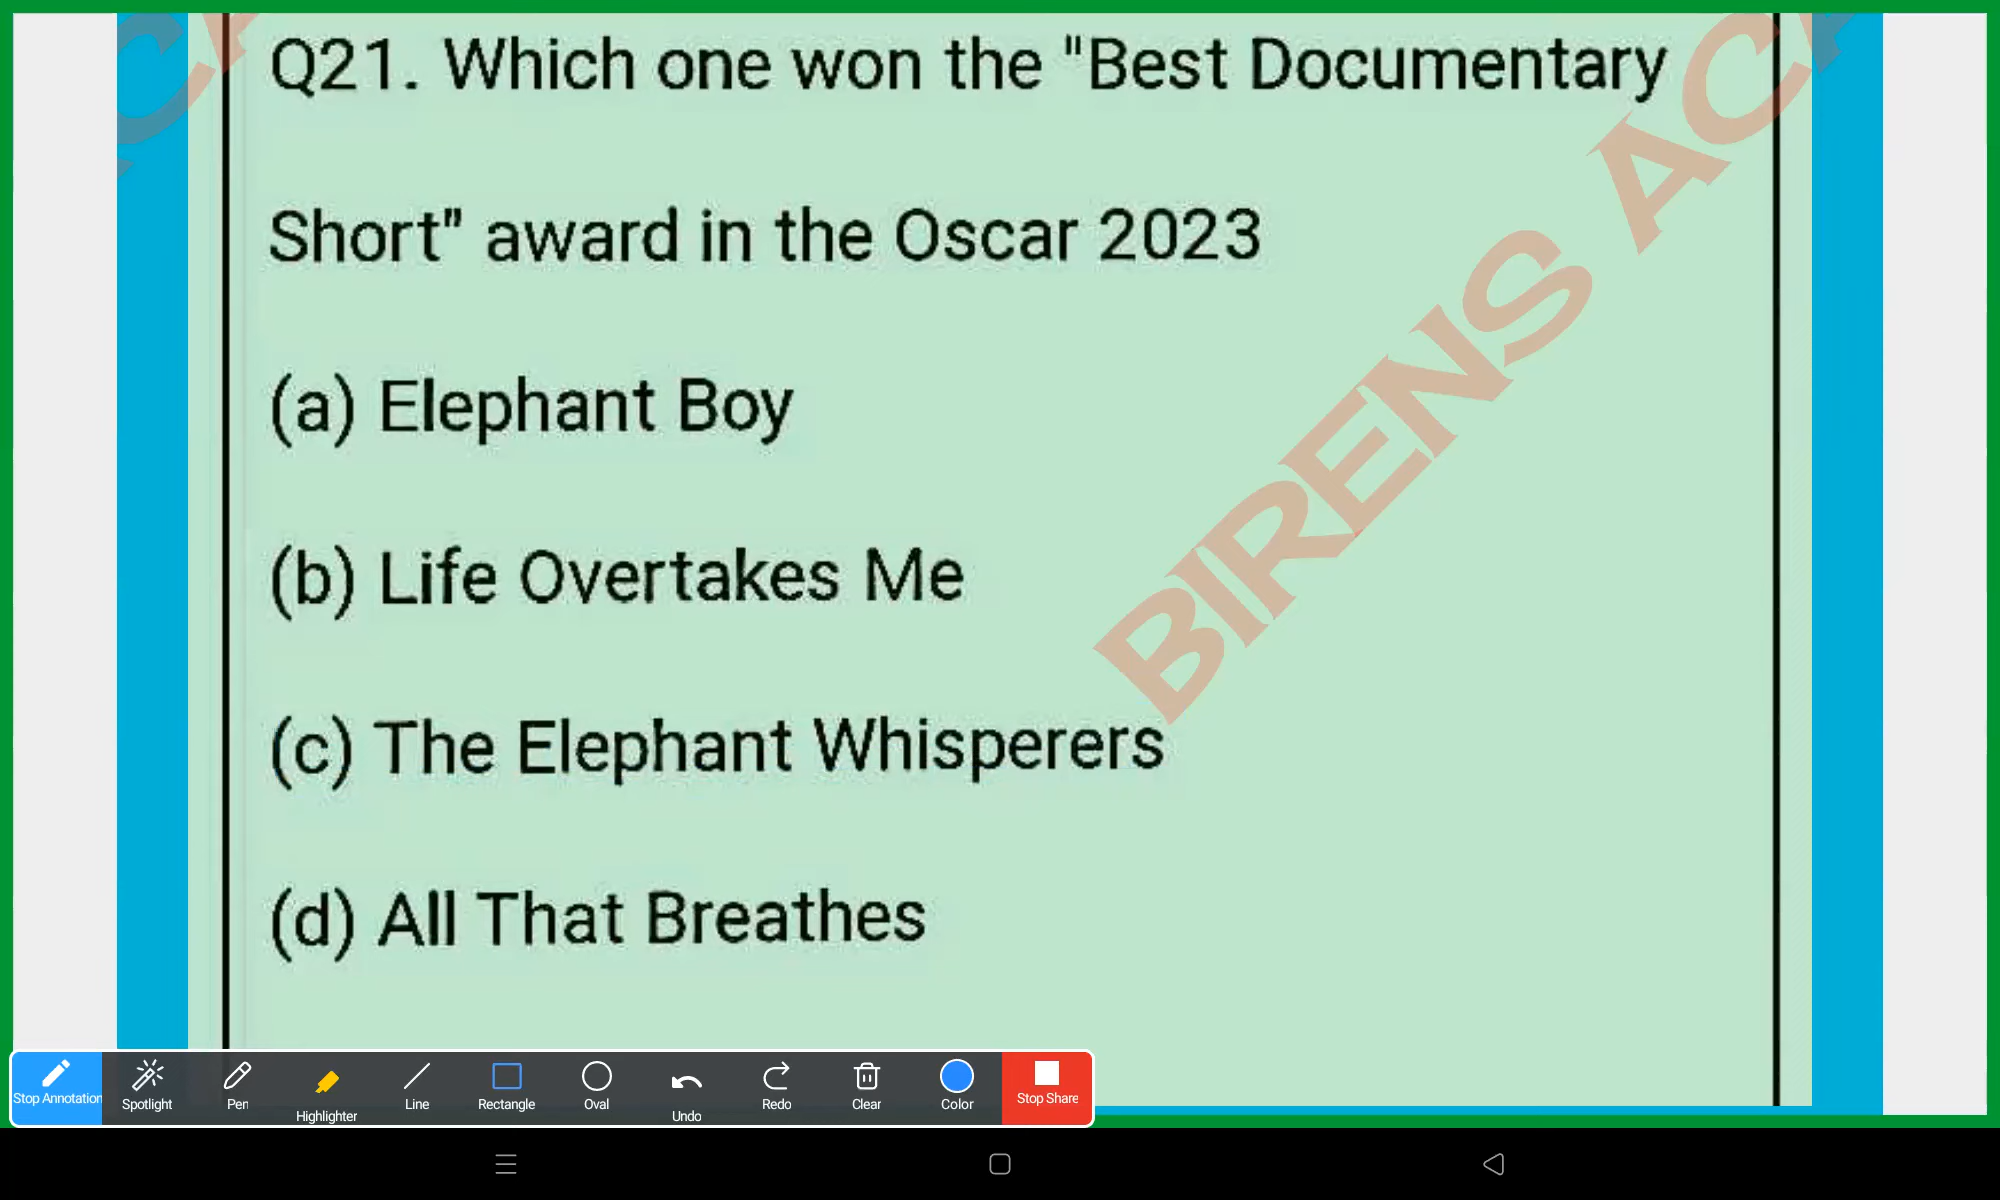 Q21. Which one won the "Best Documentary
Short" award in the Oscar 2023
(a) Elephant Boy
(b) Life Overtakes Me
(c) The Elephant Whisperers
(d) All That Breathes
BIRENS ACA
CA
Stop Annotation
Spotlight
Pen
Highlighter
Line
Rectangle
Oval
Undo
Redo
Clear
Color
Stop Share